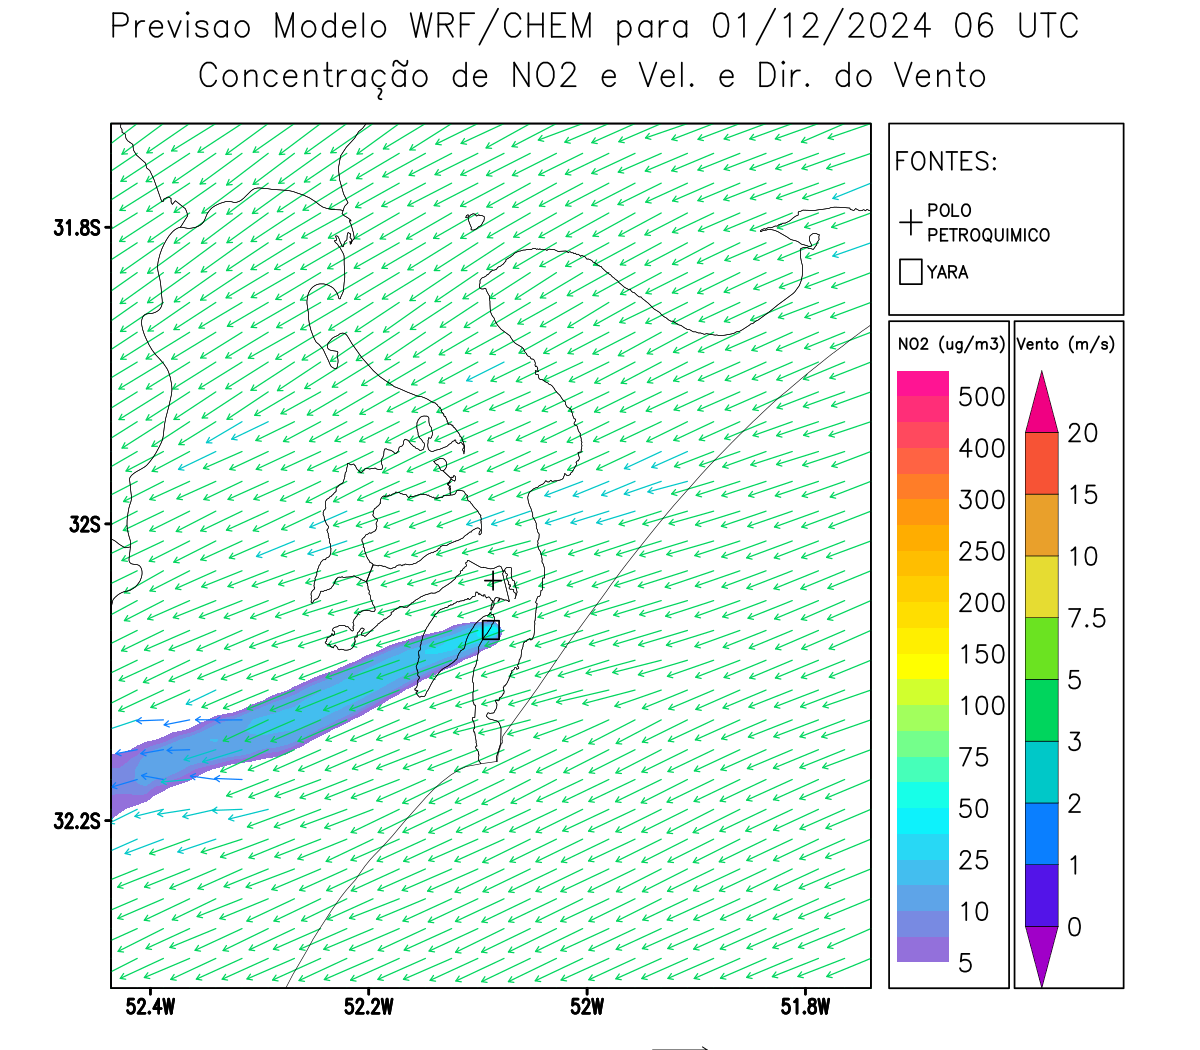 Previsao Modelo WRF/CHEM para 01/12/2024 06 UTC
Concentração de NO2 e Vel. e Dir. do Vento
FONTES:
POLO
PETROQUIMICO
YARA
NO2 (ug/m3)
500
400
300
250
200
150
100
75
50
25
10
5
Vento (m/s)
20
15
10
7.5
5
3
2
1
0
31.8S
32S
32.2S
52.4W
52.2W
52W
51.8W